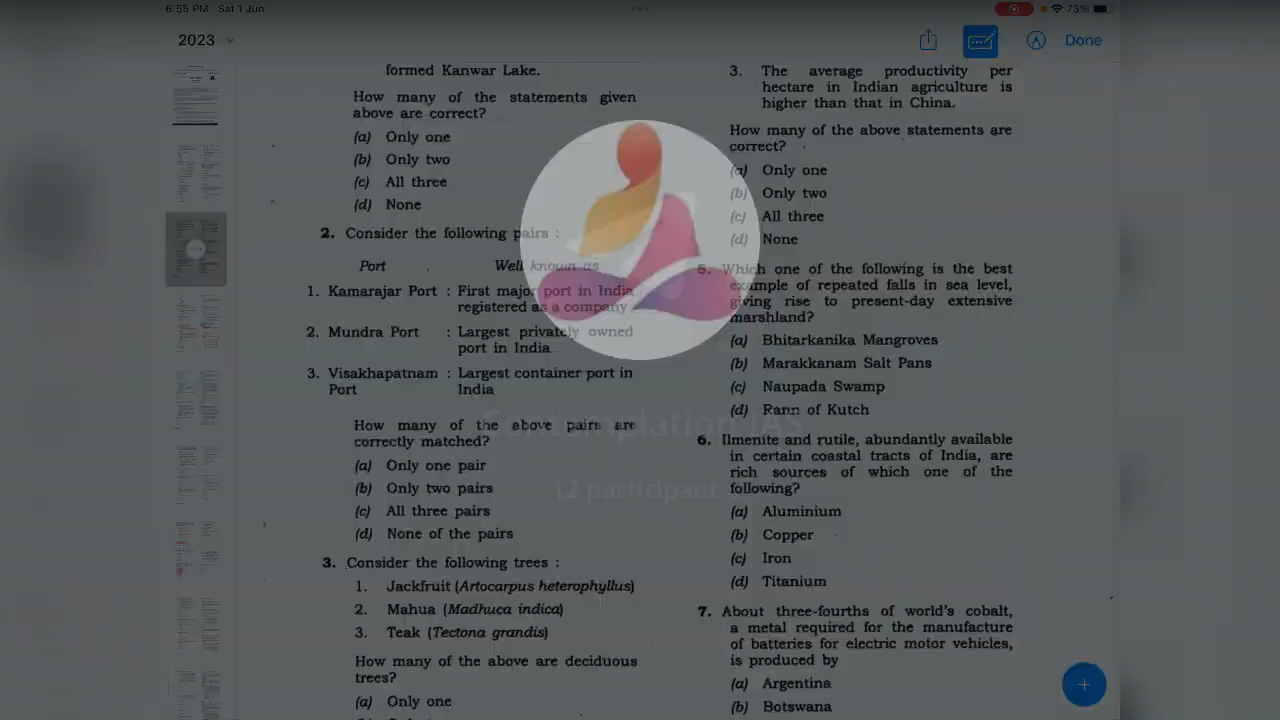 6:55 PM Sat 1 Jun
73%
2023
Done
formed Kanwar Lake.
How many of the statements given
above are correct?
(a) Only one
(b) Only two
(c) All three
(d) None
2. Consider the following pairs :
Port Well known as
1. Kamarajar Port : First major port in India
registered as a company
2. Mundra Port : Largest privately owned
port in India
3. Visakhapatnam : Largest container port in
Port India
How many of the above pairs are
correctly matched?
(a) Only one pair
(b) Only two pairs
(c) All three pairs
(d) None of the pairs
3. Consider the following trees :
1. Jackfruit (Artocarpus heterophyllus)
2. Mahua (Madhuca indica)
3. Teak (Tectona grandis)
How many of the above are deciduous
trees?
(a) Only one
3. The average productivity per
hectare in Indian agriculture is
higher than that in China.
How many of the above statements are
correct?
(a) Only one
(b) Only two
(c) All three
(d) None
5. Which one of the following is the best
example of repeated falls in sea level,
giving rise to present-day extensive
marshland?
(a) Bhitarkanika Mangroves
(b) Marakkanam Salt Pans
(c) Naupada Swamp
(d) Rann of Kutch
6. Ilmenite and rutile, abundantly available
in certain coastal tracts of India, are
rich sources of which one of the
following?
(a) Aluminium
(b) Copper
(c) Iron
(d) Titanium
7. About three-fourths of world's cobalt,
a metal required for the manufacture
of batteries for electric motor vehicles,
is produced by
(a) Argentina
(b) Botswana
Contemplation IAS
12 participant